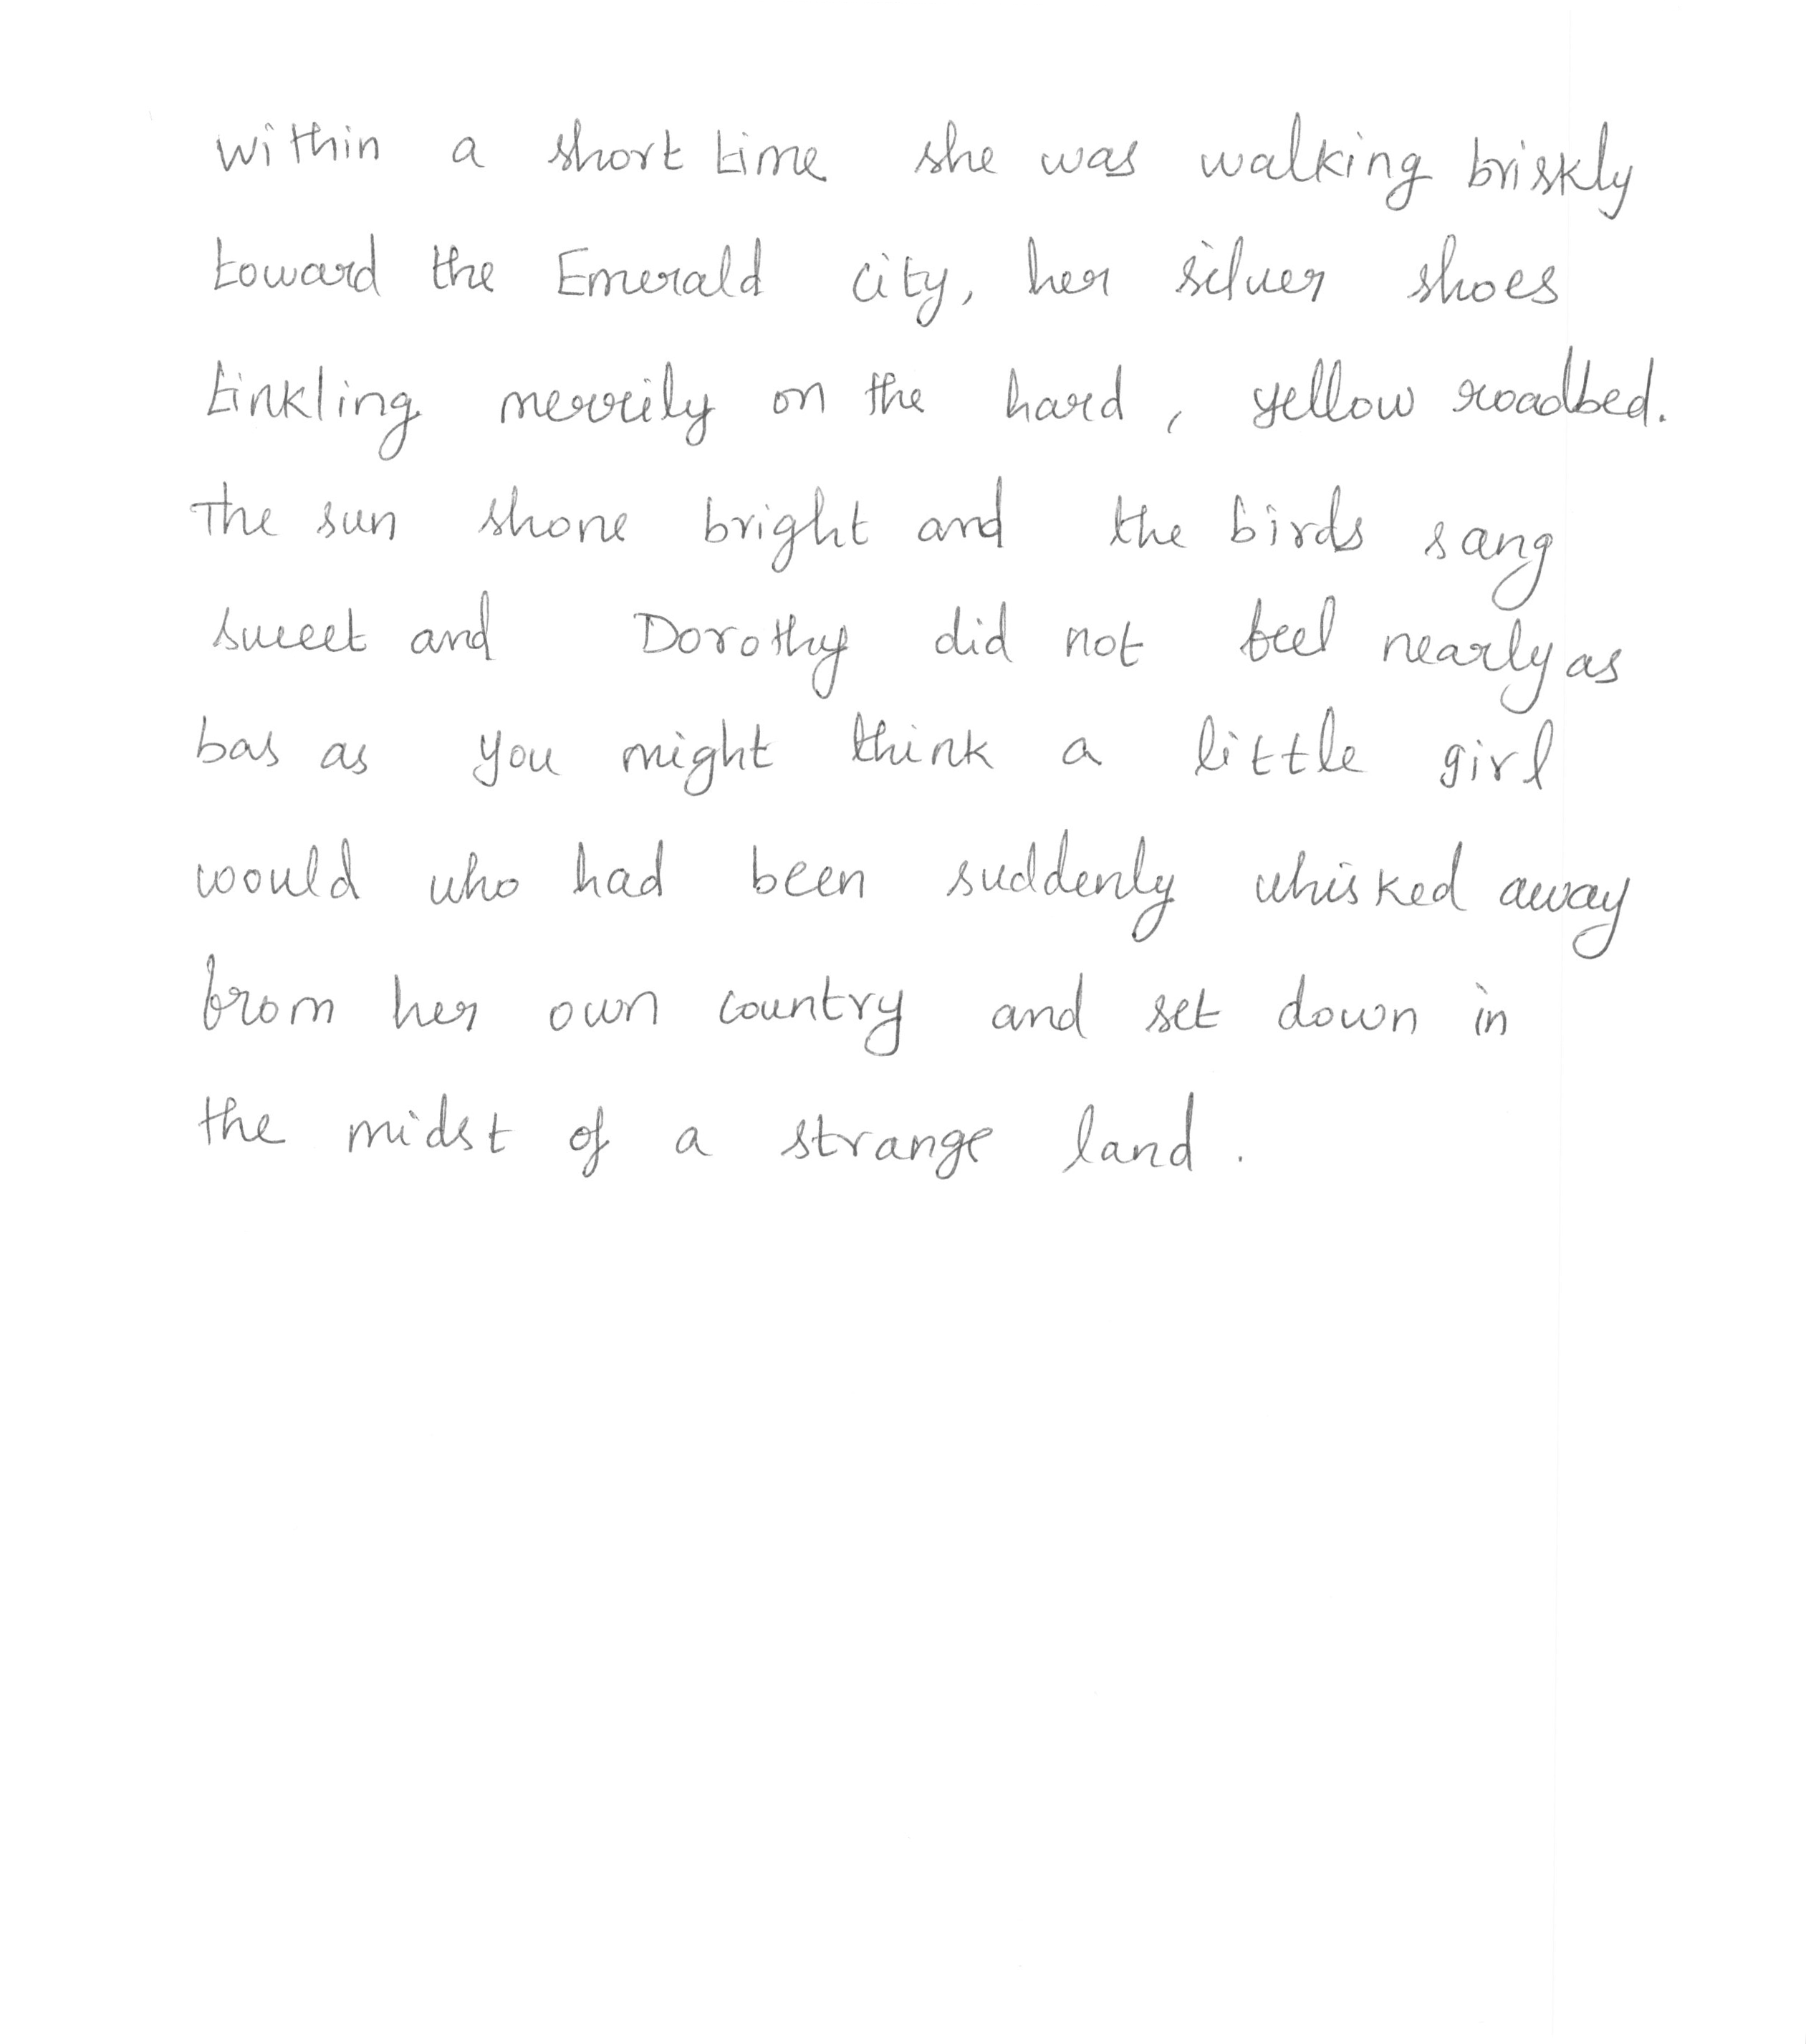 within a short time she was walking briskly
toward the Emerald city, her silver shoes
tinkling merrily on the hard, yellow roadbed.
The sun shone bright and the birds sang
sweet and Dorothy did not feel nearly as
bas as you might think a little girl
would who had been suddenly whisked away
from her own country and set down in
the midst of a strange land.